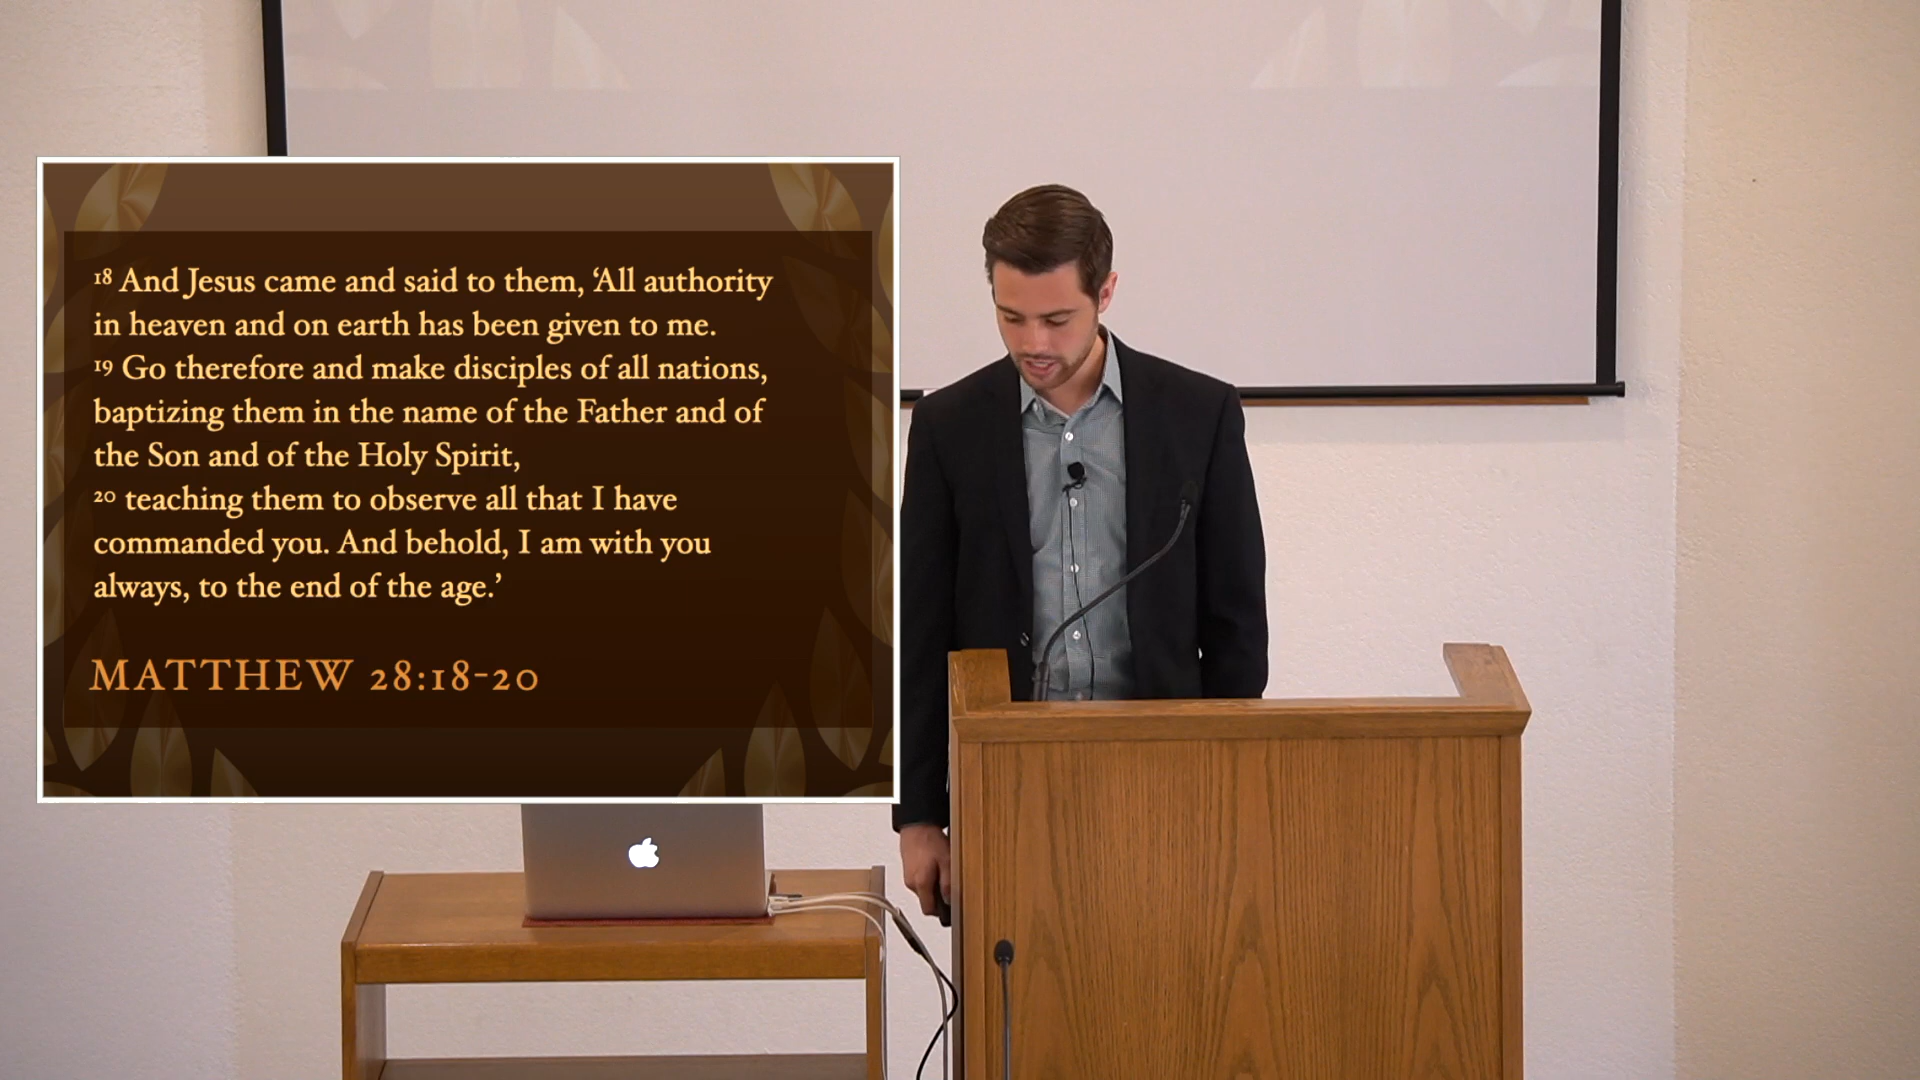 18 And Jesus came and said to them, ‘All authority
in heaven and on earth has been given to me.
19 Go therefore and make disciples of all nations,
baptizing them in the name of the Father and of
the Son and of the Holy Spirit,
20 teaching them to observe all that I have
commanded you. And behold, I am with you
always, to the end of the age.’
MATTHEW 28:18-20